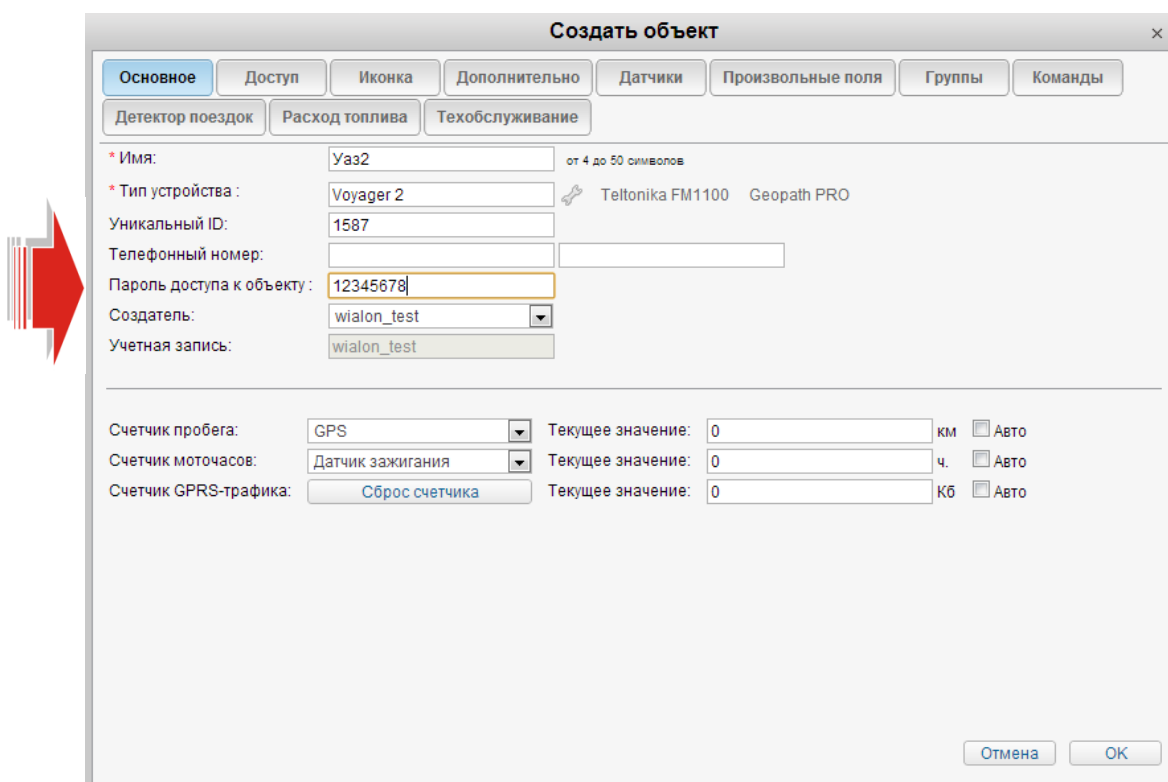 Создать объект ×
Основное Доступ Иконка Дополнительно Датчики Произвольные поля Группы Команды
Детектор поездок Расход топлива Техобслуживание
* Имя: Уаз2 от 4 до 50 символов
* Тип устройства : Voyager 2 Teltonika FM1100 Geopath PRO
Уникальный ID: 1587
Телефонный номер:
Пароль доступа к объекту : 12345678
Создатель: wialon_test
Учетная запись: wialon_test
Счетчик пробега: GPS Текущее значение: 0 км Авто
Счетчик моточасов: Датчик зажигания Текущее значение: 0 ч. Авто
Счетчик GPRS-трафика: Сброс счетчика Текущее значение: 0 Кб Авто
Отмена OK